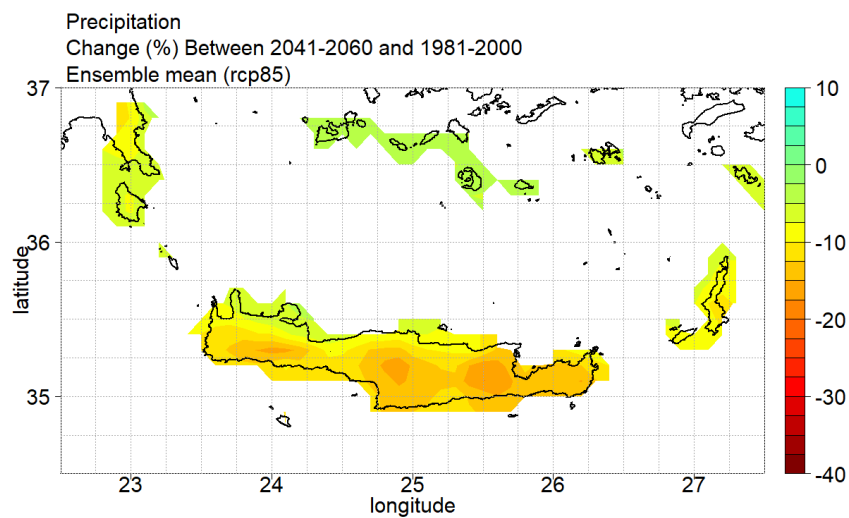 Precipitation
Change (%) Between 2041-2060 and 1981-2000
Ensemble mean (rcp85)
37
36
35
latitude
23
24
25
26
27
longitude
10
0
-10
-20
-30
-40